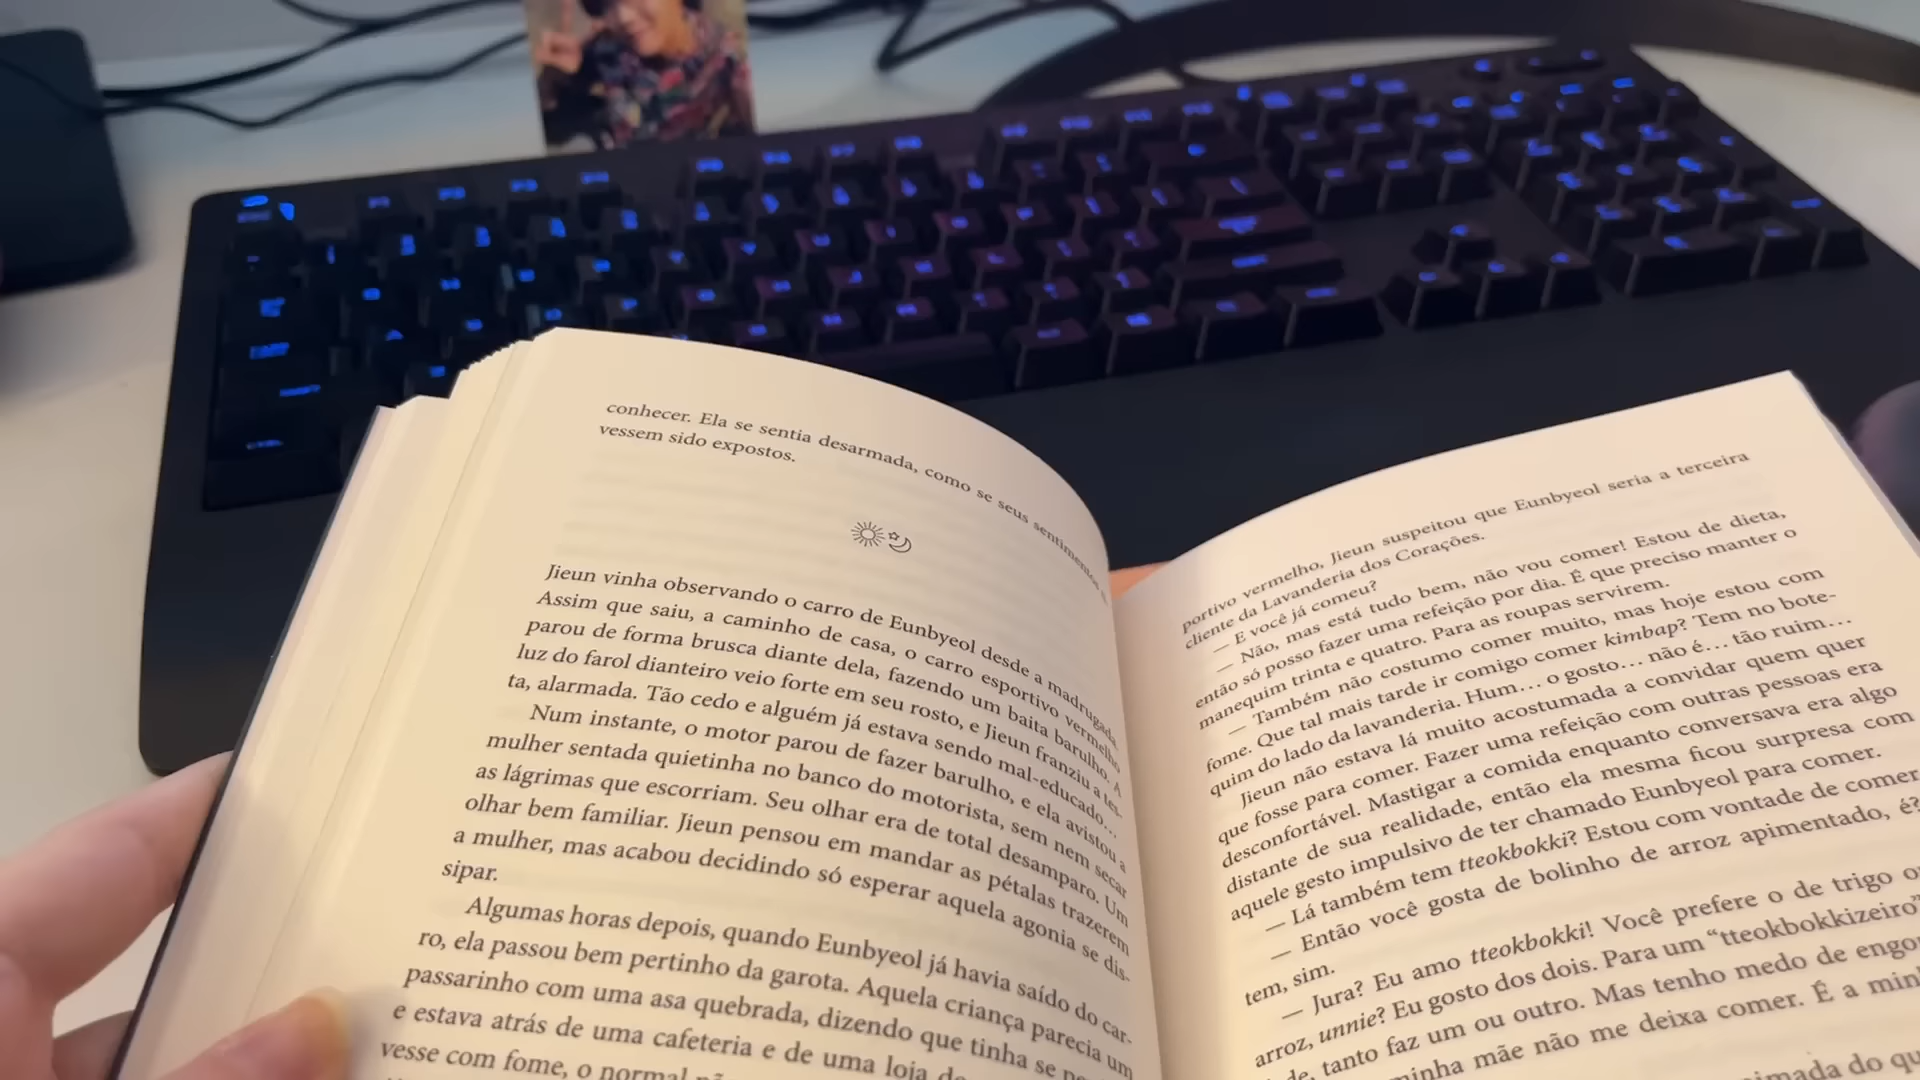 conhecer. Ela se sentia desarmada, como se seus sentimentos
vessem sido expostos.
Jieun vinha observando o carro de Eunbyeol desde a madrugada.
Assim que saiu, a caminho de casa, o carro esportivo vermelho
parou de forma brusca diante dela, fazendo um baita barulho. A
luz do farol dianteiro veio forte em seu rosto, e Jieun franziu a tes-
ta, alarmada. Tão cedo e alguém já estava sendo mal-educado...
Num instante, o motor parou de fazer barulho, e ela avistou a
mulher sentada quietinha no banco do motorista, sem nem secar
as lágrimas que escorriam. Seu olhar era de total desamparo. Um
olhar bem familiar. Jieun pensou em mandar as pétalas trazerem
a mulher, mas acabou decidindo só esperar aquela agonia se dis-
sipar.
Algumas horas depois, quando Eunbyeol já havia saído do car-
ro, ela passou bem pertinho da garota. Aquela criança parecia um
passarinho com uma asa quebrada, dizendo que tinha se
e estava atrás de uma cafeteria e de uma loja
vesse com fome, o normal
portivo vermelho, Jieun suspeitou que Eunbyeol seria a terceira
cliente da Lavanderia dos Corações.
— E você já comeu?
— Não, mas está tudo bem, não vou comer! Estou de dieta,
então só posso fazer uma refeição por dia. É que preciso manter o
manequim trinta e quatro. Para as roupas servirem.
— Também não costumo comer muito, mas hoje estou com
fome. Que tal mais tarde ir comigo comer kimbap? Tem no bote-
quim do lado da lavanderia. Hum... o gosto... não é... tão ruim...
Jieun não estava lá muito acostumada a convidar quem quer
que fosse para comer. Fazer uma refeição com outras pessoas era
desconfortável. Mastigar a comida enquanto conversava era algo
distante de sua realidade, então ela mesma ficou surpresa com
aquele gesto impulsivo de ter chamado Eunbyeol para comer.
— Lá também tem tteokbokki? Estou com vontade de comer
— Então você gosta de bolinho de arroz apimentado, é?
tem, sim.
— Jura? Eu amo tteokbokki! Você prefere o de trigo
arroz, unnie? Eu gosto dos dois. Para um “tteokbokkizeiro”
tanto faz um ou outro. Mas tenho medo de
minha mãe não me deixa comer. É a